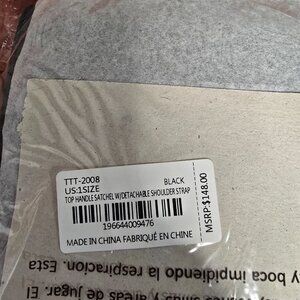 TTT-2008 BLACK
US:1SIZE
TOP HANDLE SATCHEL W/DETACHABLE SHOULDER STRAP
196644009476
MADE IN CHINA FABRIQUÉ EN CHINE
MSRP:$148.00
y boca impidiendo la respiracion. Esta
y áreas de jugar. El